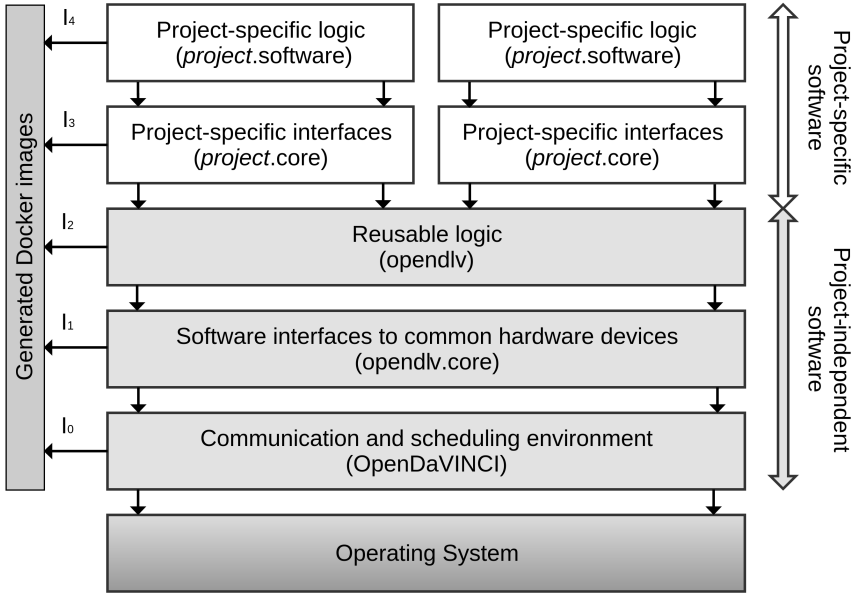 I4
Project-specific logic
(project.software)
Project-specific logic
(project.software)
I3
Project-specific interfaces
(project.core)
Project-specific interfaces
(project.core)
I2
Reusable logic
(opendlv)
I1
Software interfaces to common hardware devices
(opendlv.core)
I0
Communication and scheduling environment
(OpenDaVINCI)
Operating System
Generated Docker images
Project-specific
software
Project-independent
software